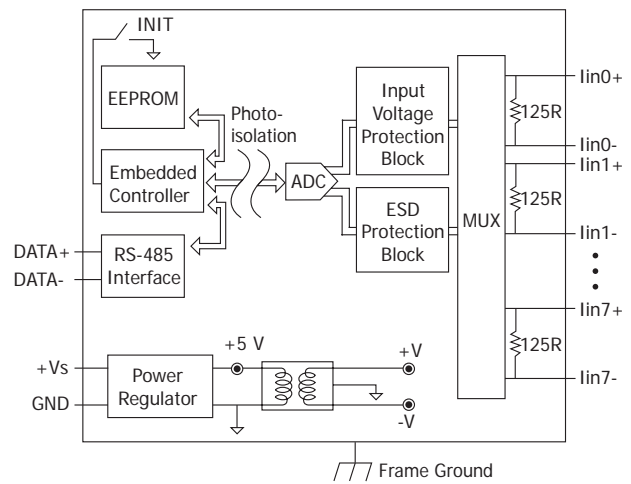 INIT
EEPROM
Photo-
isolation
Embedded
Controller
RS-485
Interface
DATA+
DATA-
ADC
Input
Voltage
Protection
Block
ESD
Protection
Block
MUX
Iin0+
125R
Iin0-
Iin1+
125R
Iin1-
Iin7+
125R
Iin7-
+Vs
GND
Power
Regulator
+5 V
+V
-V
Frame Ground